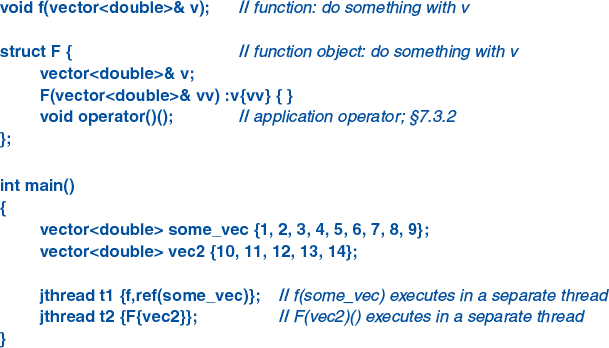 void f(vector<double>& v); // function: do something with v
struct F { // function object: do something with v
vector<double>& v;
F(vector<double>& vv) :v{vv} { }
void operator()(); // application operator; §7.3.2
};
int main()
{
vector<double> some_vec {1, 2, 3, 4, 5, 6, 7, 8, 9};
vector<double> vec2 {10, 11, 12, 13, 14};
jthread t1 {f,ref(some_vec)}; // f(some_vec) executes in a separate thread
jthread t2 {F{vec2}}; // F(vec2)() executes in a separate thread
}